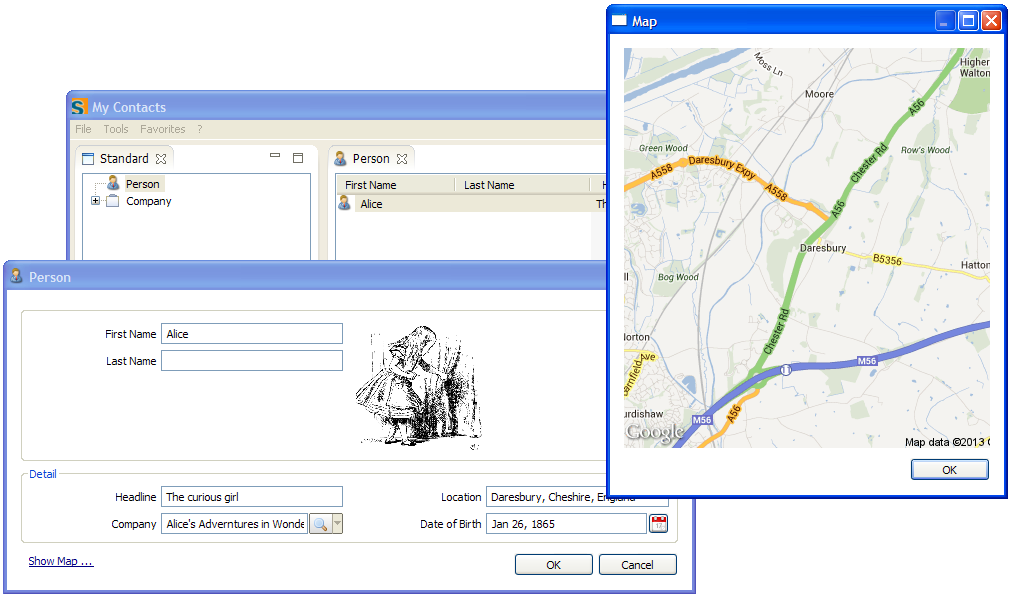 My Contacts
File Tools Favorites ?
Standard
Person
Company
Person
First Name Last Name H
Alice Th
Person
First Name Alice
Last Name
Detail
Headline The curious girl
Location Daresbury, Cheshire, England
Company Alice's Adverntures in Wonde
Date of Birth Jan 26, 1865
Show Map ...
OK Cancel
Map
Moss Ln
Higher Walton
Moore
A56
Green Wood
Row's Wood
Chester Rd
A558
Daresbury Expy
A558
A56
Daresbury
B5356
Hatton
ll
Bog Wood
Chester Rd
Norton
M56
urdishaw
M56
A56
Google
Map data ©2013
OK